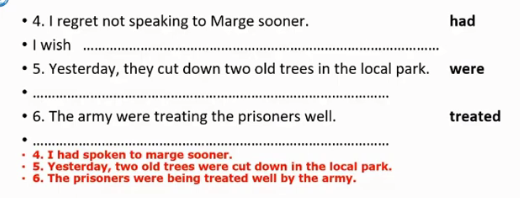 • 4. I regret not speaking to Marge sooner. had
• I wish ................................................................................
• 5. Yesterday, they cut down two old trees in the local park. were
• ................................................................................
• 6. The army were treating the prisoners well. treated
• ................................................................................
• 4. I had spoken to marge sooner.
• 5. Yesterday, two old trees were cut down in the local park.
• 6. The prisoners were being treated well by the army.